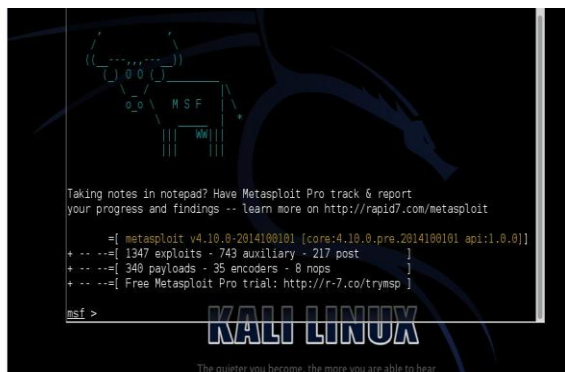 M S F
WW
Taking notes in notepad? Have Metasploit Pro track & report
your progress and findings -- learn more on http://rapid7.com/metasploit
=[ metasploit v4.10.0-2014100101 [core:4.10.0.pre.2014100101 api:1.0.0]]
+ -- --=[ 1347 exploits - 743 auxiliary - 217 post ]
+ -- --=[ 340 payloads - 35 encoders - 8 nops ]
+ -- --=[ Free Metasploit Pro trial: http://r-7.co/trymsp ]
msf >
KALI LINUX
The quieter you become, the more you are able to hear